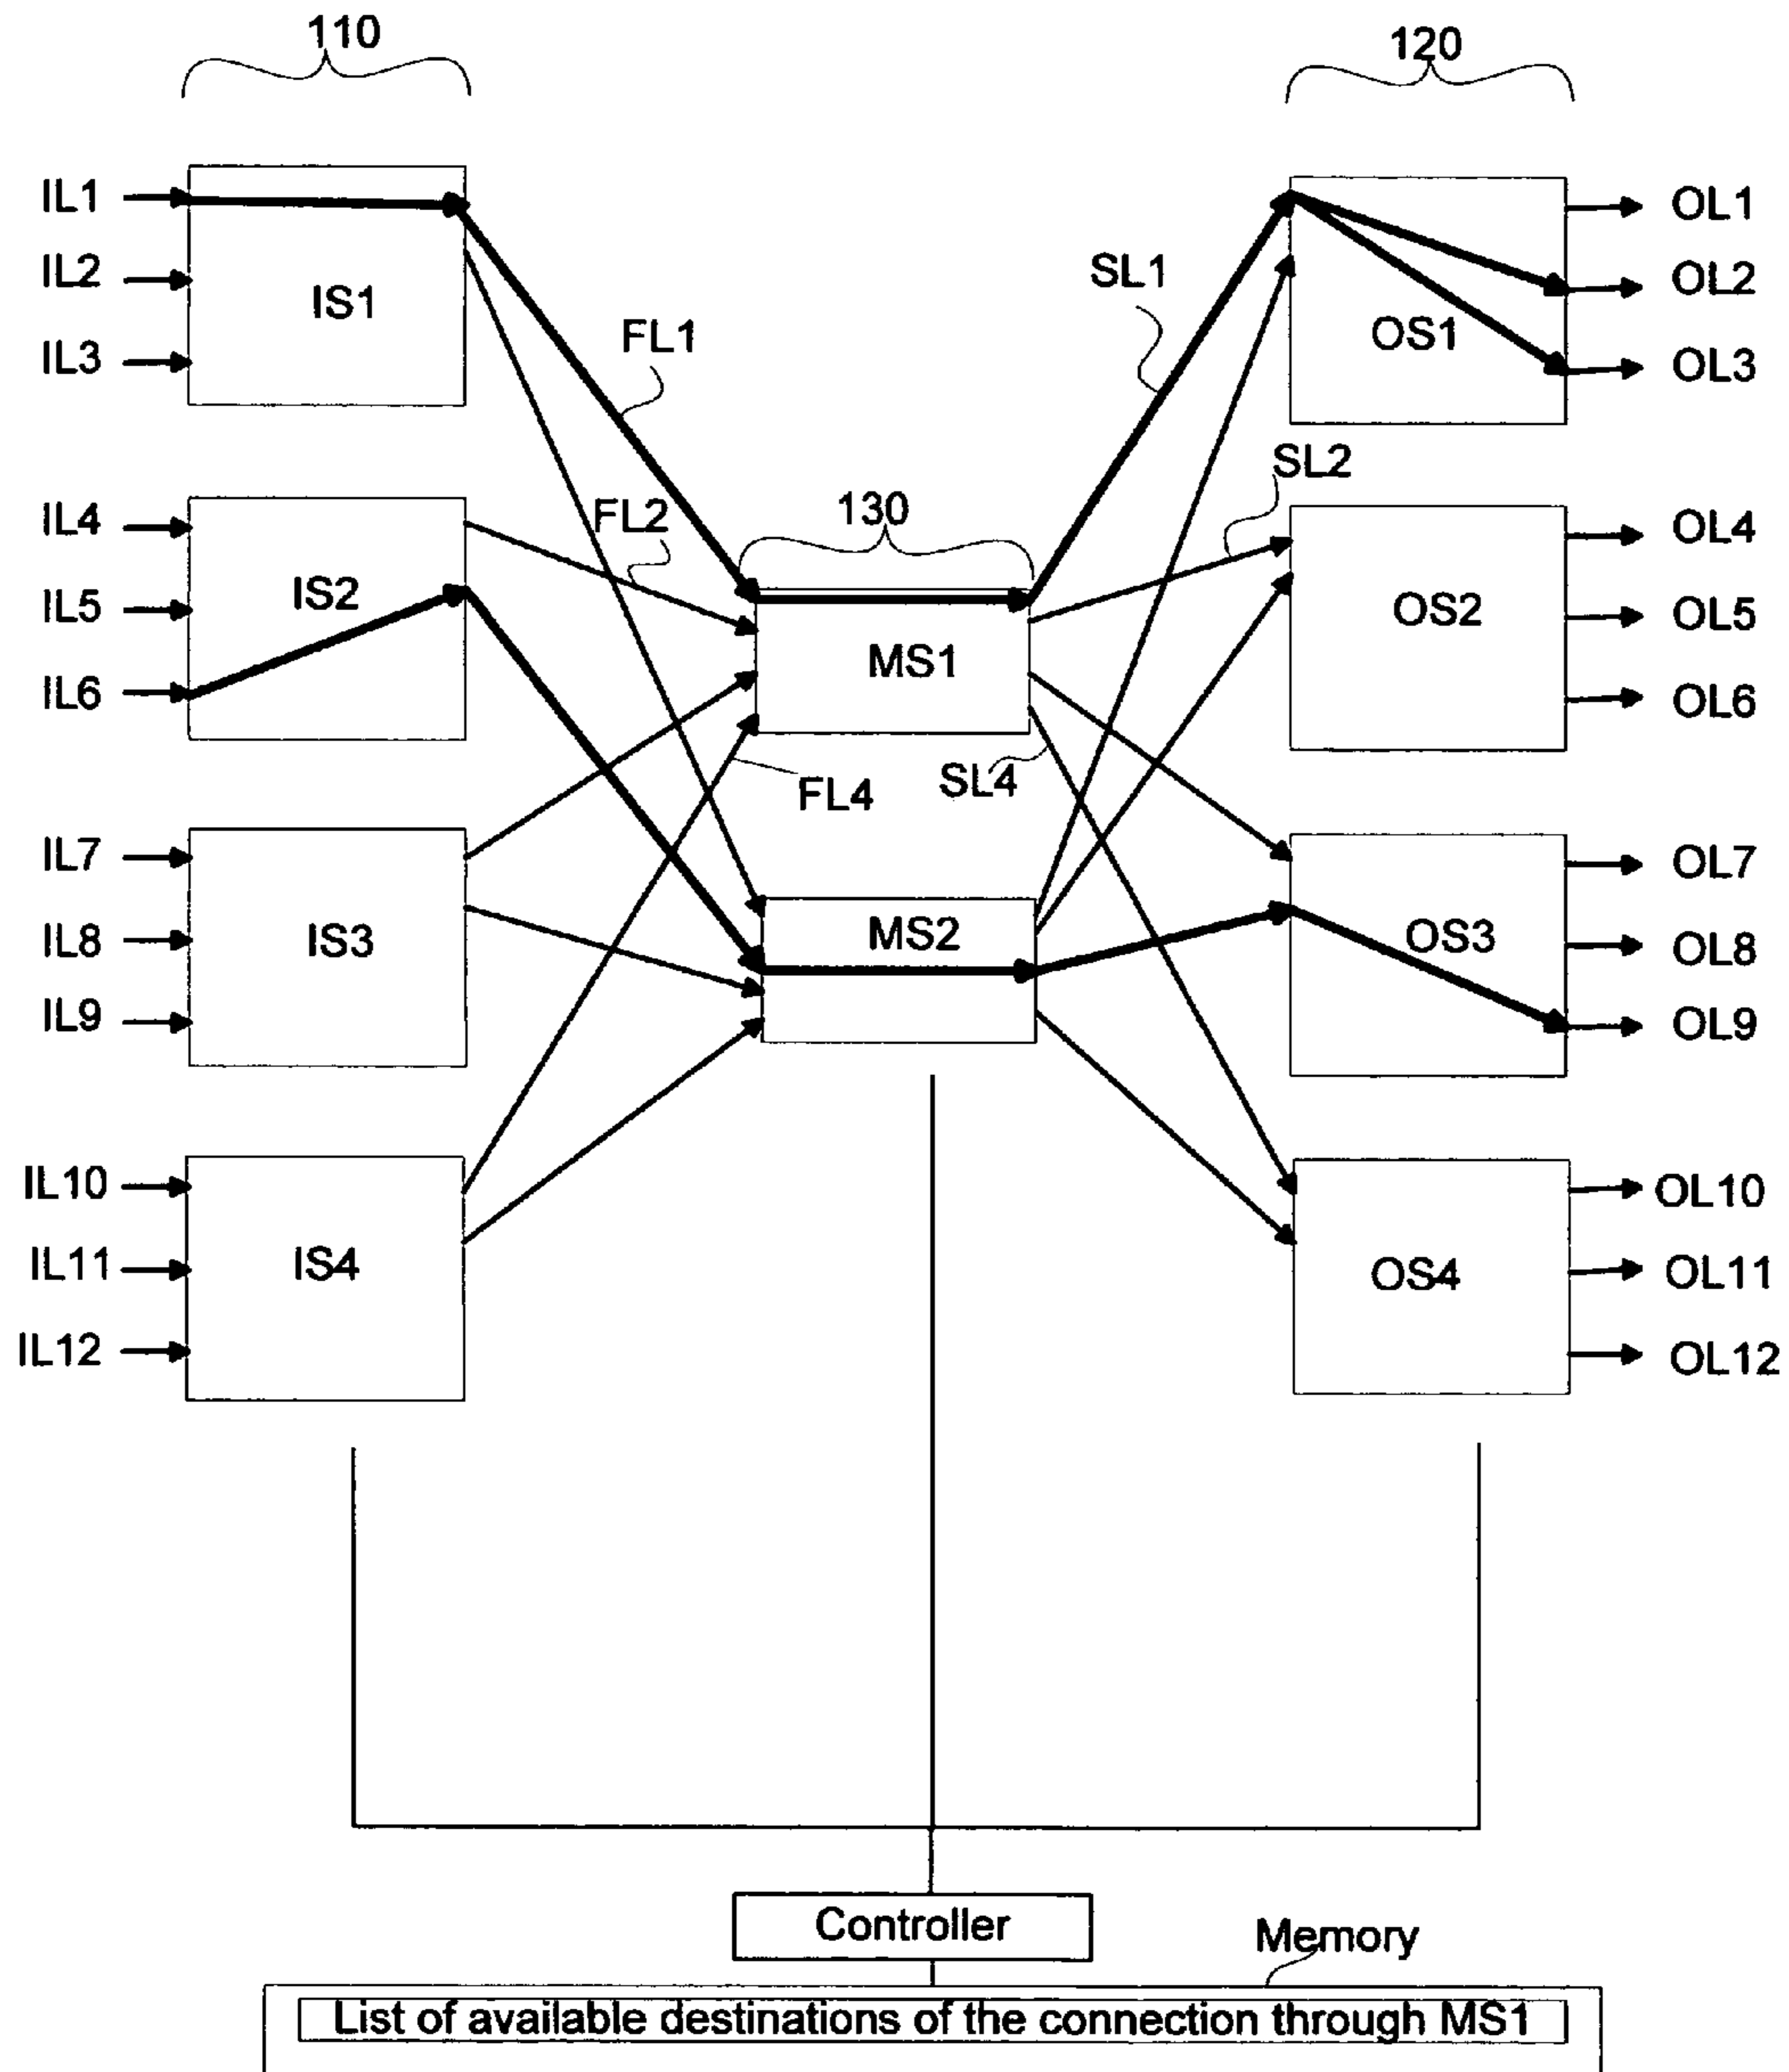 110
120
IL1
IL2
IL3
IS1
FL1
SL1
OS1
OL1
OL2
OL3
IL4
IL5
IL6
IS2
FL2
130
MS1
SL2
OS2
OL4
OL5
OL6
FL4
SL4
IL7
IL8
IL9
IS3
MS2
OS3
OL7
OL8
OL9
IL10
IL11
IL12
IS4
OS4
OL10
OL11
OL12
Controller
Memory
List of available destinations of the connection through MS1